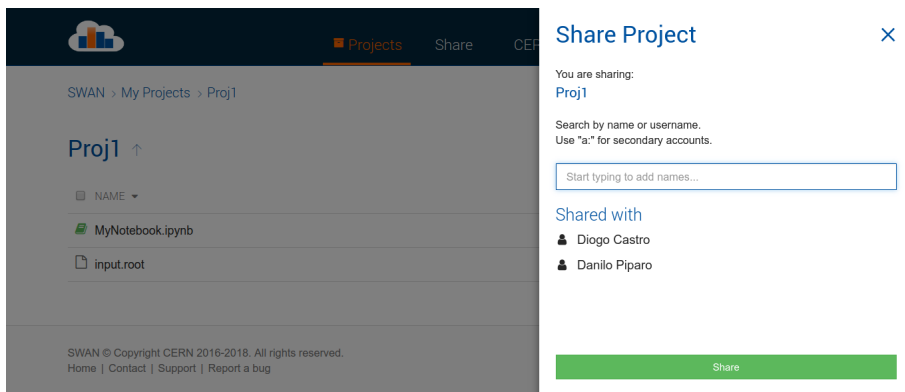 Projects Share CER
SWAN > My Projects > Proj1
Proj1
NAME
MyNotebook.ipynb
input.root
SWAN © Copyright CERN 2016-2018. All rights reserved.
Home | Contact | Support | Report a bug
Share Project
You are sharing:
Proj1
Search by name or username.
Use "a:" for secondary accounts.
Start typing to add names...
Shared with
Diogo Castro
Danilo Piparo
Share